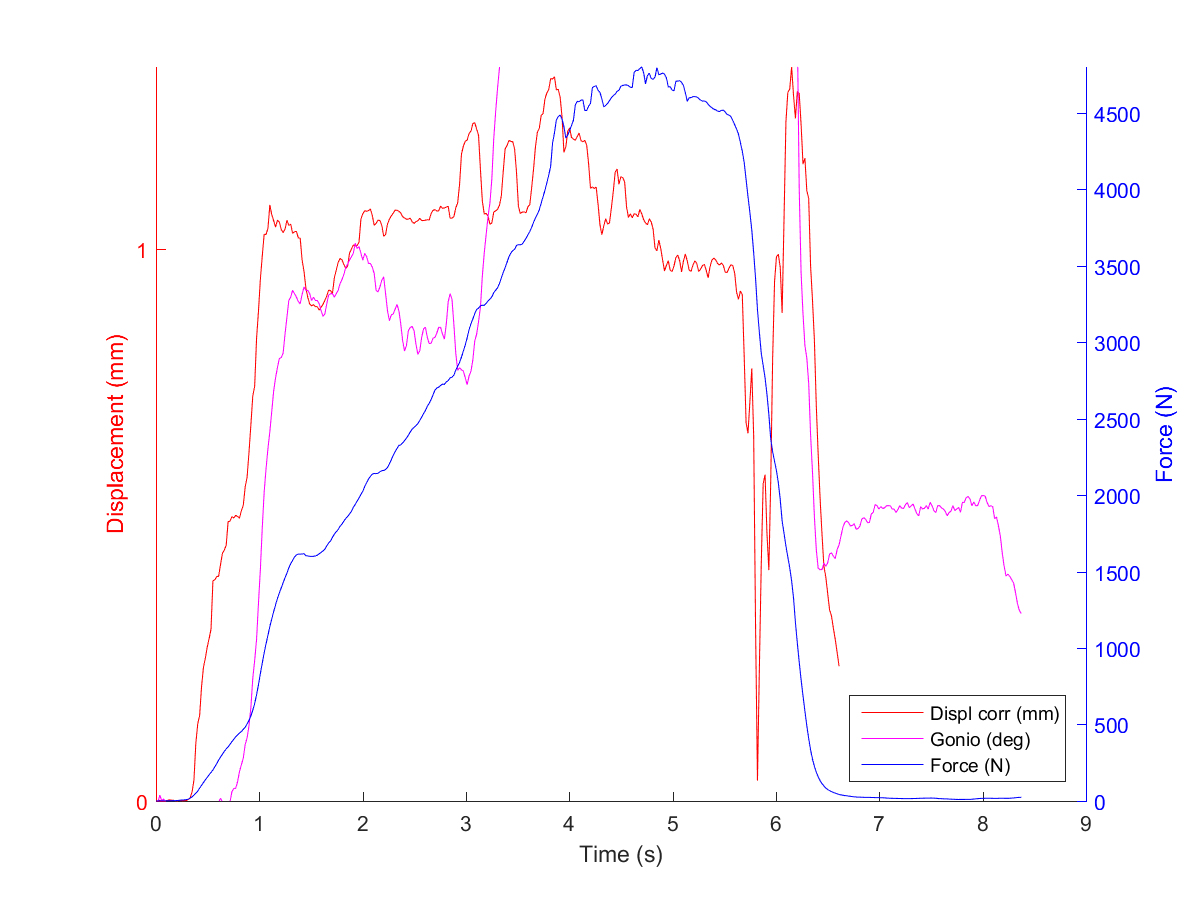 1
0
Displacement (mm)
4500
4000
3500
3000
2500
2000
1500
1000
500
0
Force (N)
Displ corr (mm)
Gonio (deg)
Force (N)
0 1 2 3 4 5 6 7 8 9
Time (s)